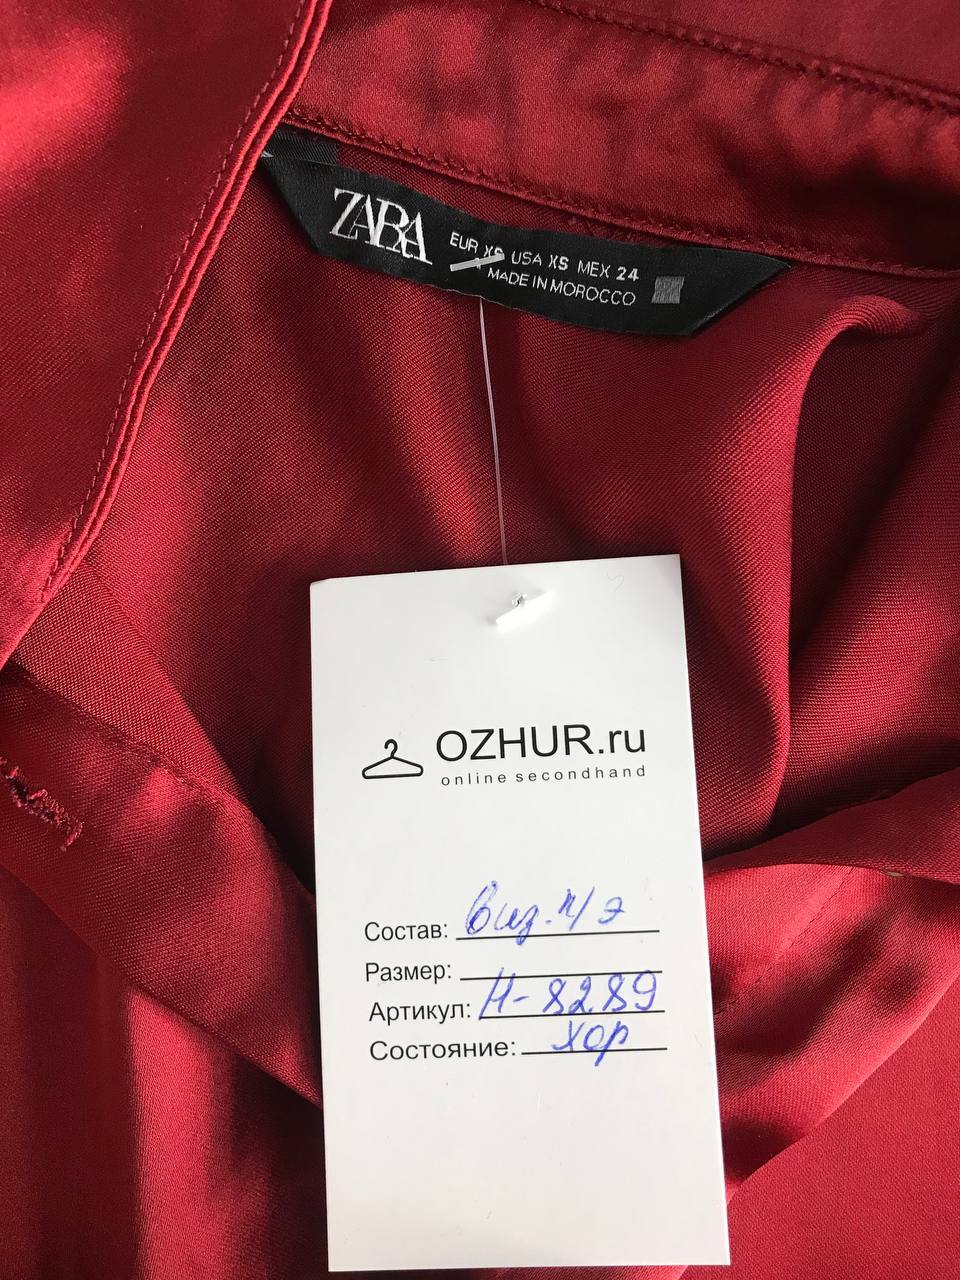 ZARA
EUR XS USA XS MEX 24
MADE IN MOROCCO
OZHUR.ru
online secondhand
Состав: виз. п/э
Размер:
Артикул: Н-8289
Состояние: хор